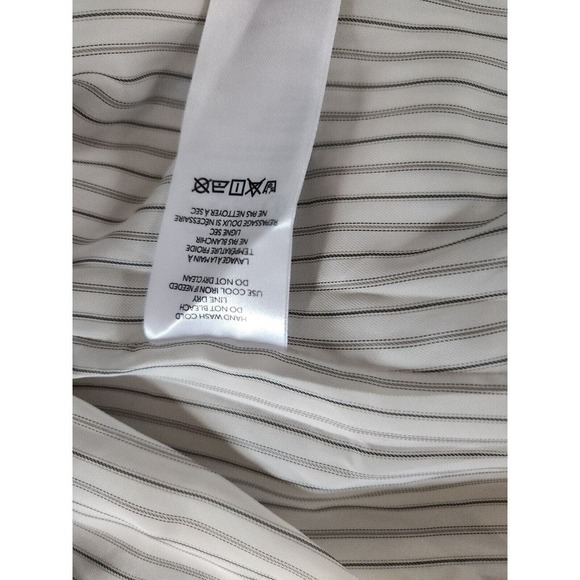 HAND WASH COLD
DO NOT BLEACH
LINE DRY
USE COOL IRON IF NEEDED
DO NOT DRY CLEAN
LAVAGE À LA MAIN À
TEMPÉRATURE FROIDE
NE PAS BLANCHIR
LIGNE SEC
REPASSAGE DOUX SI NÉCESSAIRE
NE PAS NETTOYER À SEC